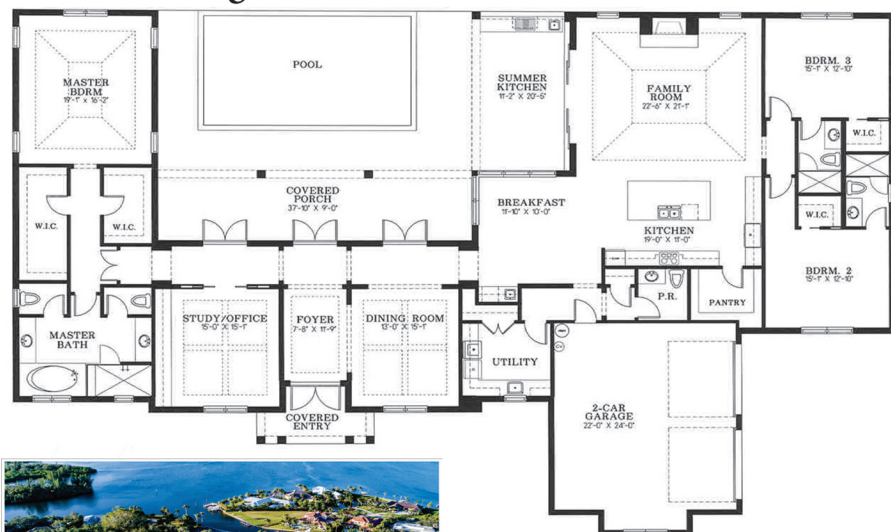 POOL
MASTER
BDRM
19'-1" X 16'-2"
SUMMER
KITCHEN
11'-2" X 20'-5"
FAMILY
ROOM
22'-6" X 21'-1"
BDRM. 3
15'-1" X 12'-10"
W.I.C.
W.I.C.
W.I.C.
COVERED
PORCH
37'-10" X 9'-0"
BREAKFAST
11'-10" X 10'-0"
KITCHEN
19'-0" X 11'-0"
W.I.C.
BDRM. 2
15'-1" X 12'-10"
P.R.
PANTRY
STUDY/OFFICE
15'-0" X 15'-1"
FOYER
7'-8" X 11'-9"
DINING ROOM
13'-0" X 15'-1"
MASTER
BATH
UTILITY
COVERED
ENTRY
2-CAR
GARAGE
22'-0" X 24'-0"